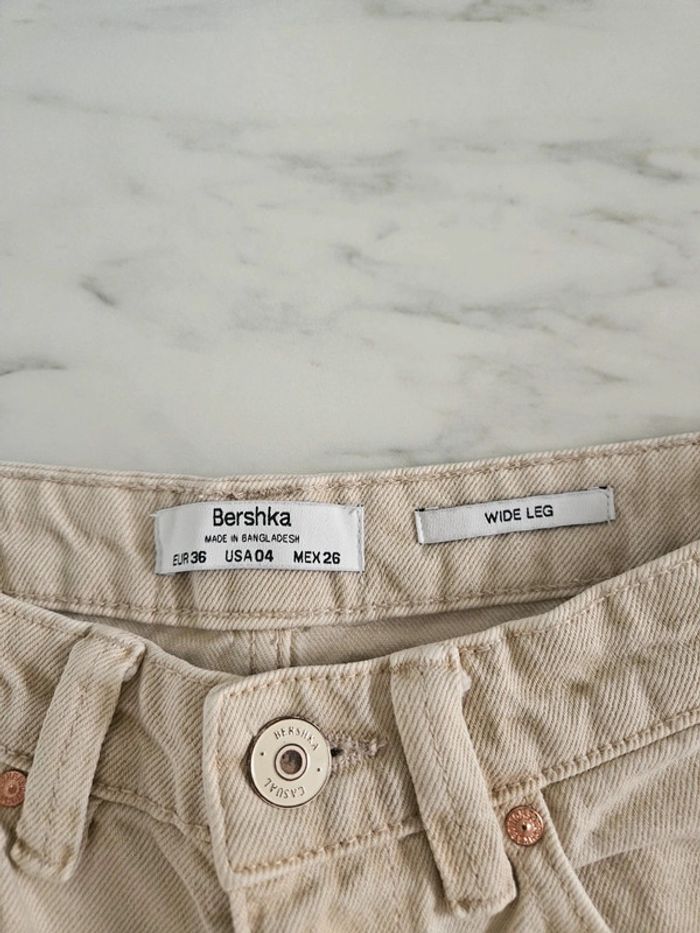 Bershka
MADE IN BANGLADESH
EUR 36 USA 04 MEX 26
WIDE LEG
BERSHKA
CASUAL